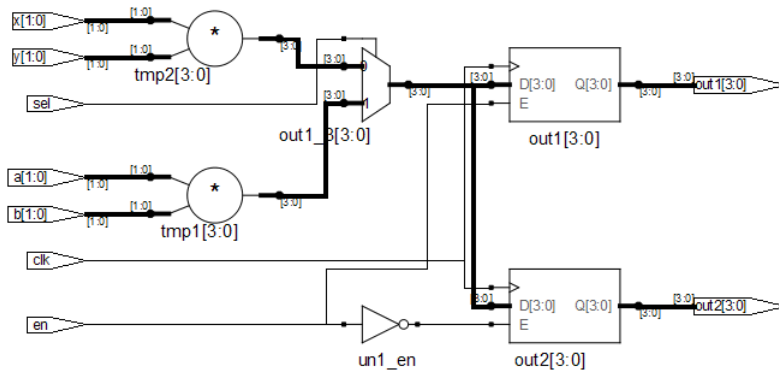 x[1:0] [1:0] [1:0]
y[1:0] [1:0] [1:0]
* [3:0]
tmp2[3:0]
sel
[3:0] 0
[3:0] 1
out1_3[3:0]
[3:0]
a[1:0] [1:0] [1:0]
b[1:0] [1:0] [1:0]
* [3:0]
tmp1[3:0]
clk
en
un1_en
[3:0] D[3:0] Q[3:0] [3:0] [3:0] out1[3:0]
E
out1[3:0]
[3:0] D[3:0] Q[3:0] [3:0] [3:0] out2[3:0]
E
out2[3:0]